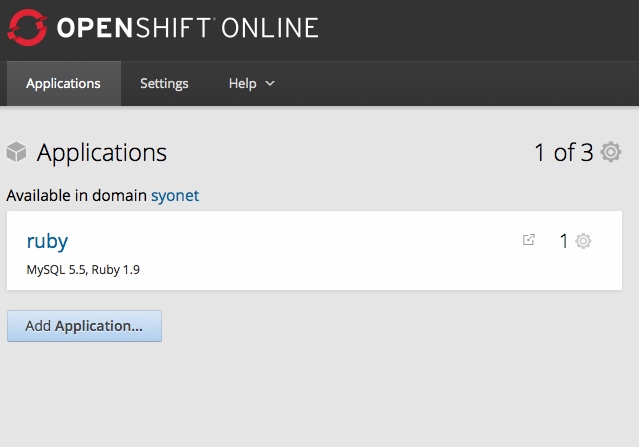 OPENSHIFT ONLINE
Applications Settings Help
Applications 1 of 3
Available in domain syonet
ruby 1
MySQL 5.5, Ruby 1.9
Add Application...